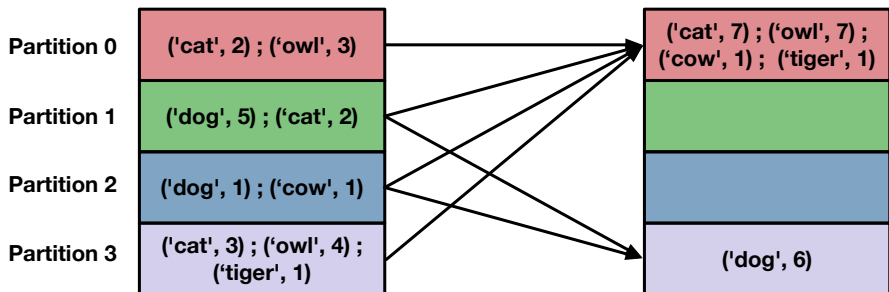 Partition 0
('cat', 2) ; (‘owl', 3)
('cat', 7) ; (‘owl', 7) ;
(‘cow', 1) ;  (‘tiger', 1)
Partition 1
('dog', 5) ; (‘cat', 2)
Partition 2
('dog', 1) ; (‘cow', 1)
Partition 3
('cat', 3) ; (‘owl', 4) ;
(‘tiger', 1)
('dog', 6)